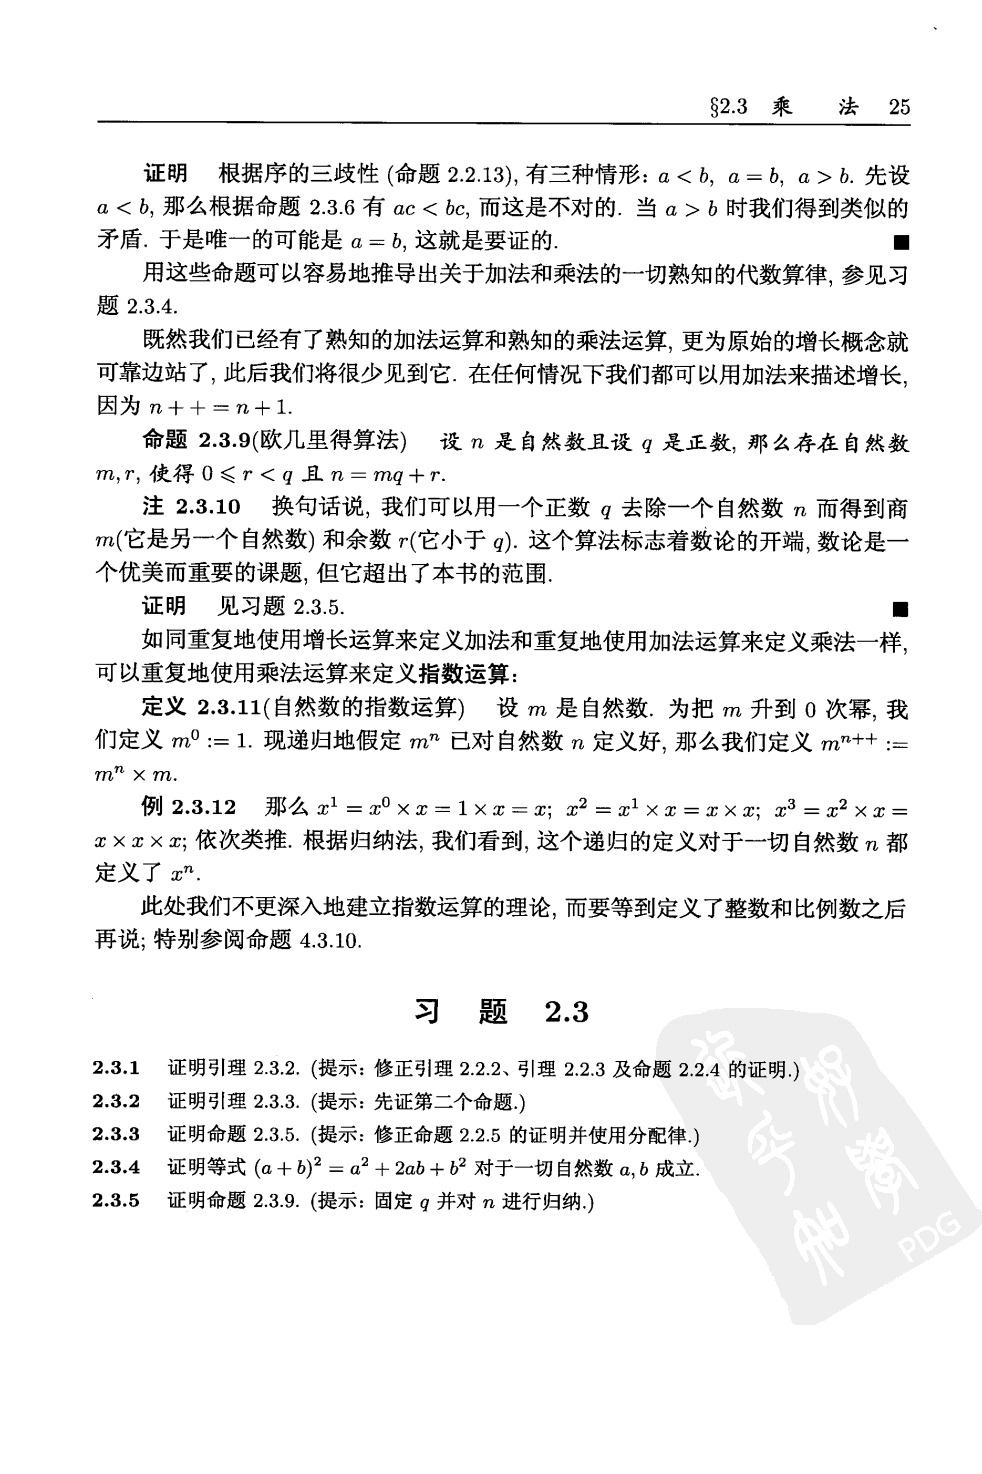 §2.3 乘 法 25
证明 根据序的三歧性 (命题 2.2.13), 有三种情形: a < b, a = b, a > b. 先设
a < b, 那么根据命题 2.3.6 有 ac < bc, 而这是不对的. 当 a > b 时我们得到类似的
矛盾. 于是唯一的可能是 a = b, 这就是要证的. ■
用这些命题可以容易地推导出关于加法和乘法的一切熟知的代数算律, 参见习
题 2.3.4.
既然我们已经有了熟知的加法运算和熟知的乘法运算, 更为原始的增长概念就
可靠边站了, 此后我们将很少见到它. 在任何情况下我们都可以用加法来描述增长,
因为 n + + = n + 1.
命题 2.3.9(欧几里得算法) 设 n 是自然数且设 q 是正数, 那么存在自然数
m, r, 使得 0 ⩽ r < q 且 n = mq + r.
注 2.3.10 换句话说, 我们可以用一个正数 q 去除一个自然数 n 而得到商
m(它是另一个自然数) 和余数 r(它小于 q). 这个算法标志着数论的开端, 数论是一
个优美而重要的课题, 但它超出了本书的范围.
证明 见习题 2.3.5. ■
如同重复地使用增长运算来定义加法和重复地使用加法运算来定义乘法一样,
可以重复地使用乘法运算来定义指数运算:
定义 2.3.11(自然数的指数运算) 设 m 是自然数. 为把 m 升到 0 次幂, 我
们定义 m⁰ := 1. 现递归地假定 mⁿ 已对自然数 n 定义好, 那么我们定义 mⁿ⁺⁺ :=
mⁿ × m.
例 2.3.12 那么 x¹ = x⁰ × x = 1 × x = x; x² = x¹ × x = x × x; x³ = x² × x =
x × x × x; 依次类推. 根据归纳法, 我们看到, 这个递归的定义对于一切自然数 n 都
定义了 xⁿ.
此处我们不更深入地建立指数运算的理论, 而要等到定义了整数和比例数之后
再说; 特别参阅命题 4.3.10.
习 题 2.3
2.3.1 证明引理 2.3.2. (提示: 修正引理 2.2.2、引理 2.2.3 及命题 2.2.4 的证明.)
2.3.2 证明引理 2.3.3. (提示: 先证第二个命题.)
2.3.3 证明命题 2.3.5. (提示: 修正命题 2.2.5 的证明并使用分配律.)
2.3.4 证明等式 (a + b)² = a² + 2ab + b² 对于一切自然数 a, b 成立.
2.3.5 证明命题 2.3.9. (提示: 固定 q 并对 n 进行归纳.)
PDG